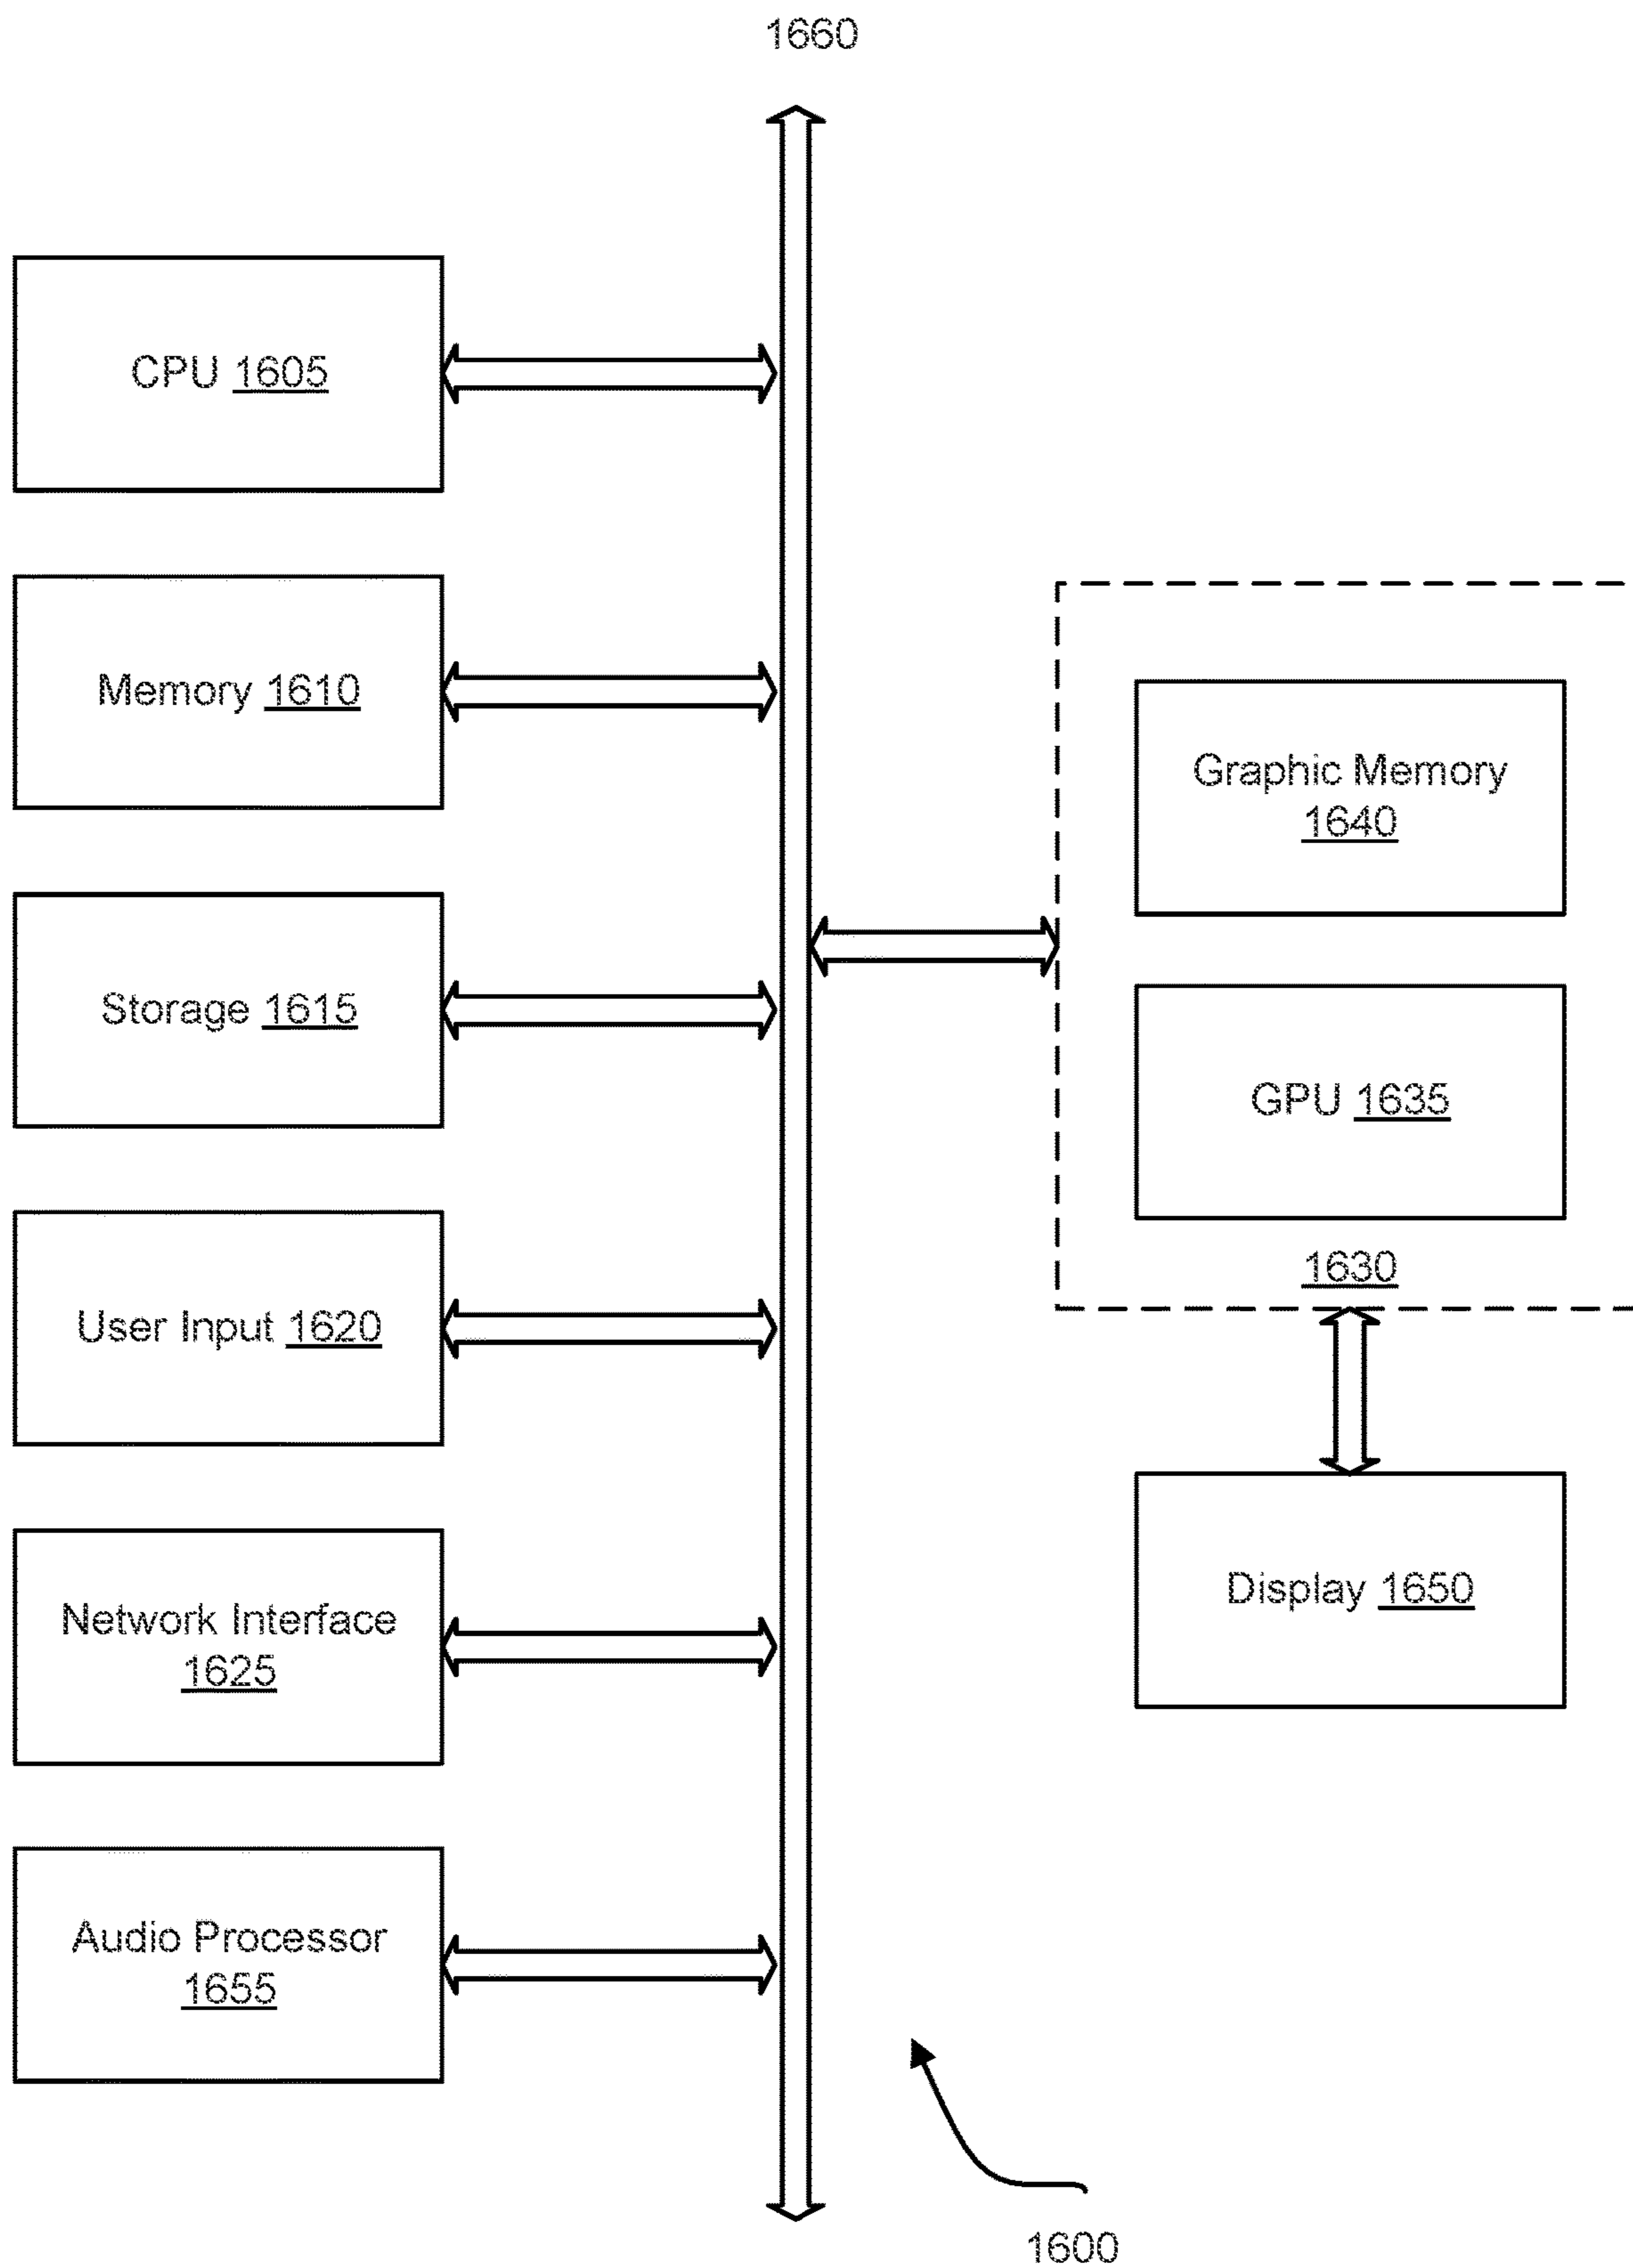 1660
CPU 1605
Memory 1610
Storage 1615
User Input 1620
Network Interface
1625
Audio Processor
1655
Graphic Memory
1640
GPU 1635
1630
Display 1650
1600